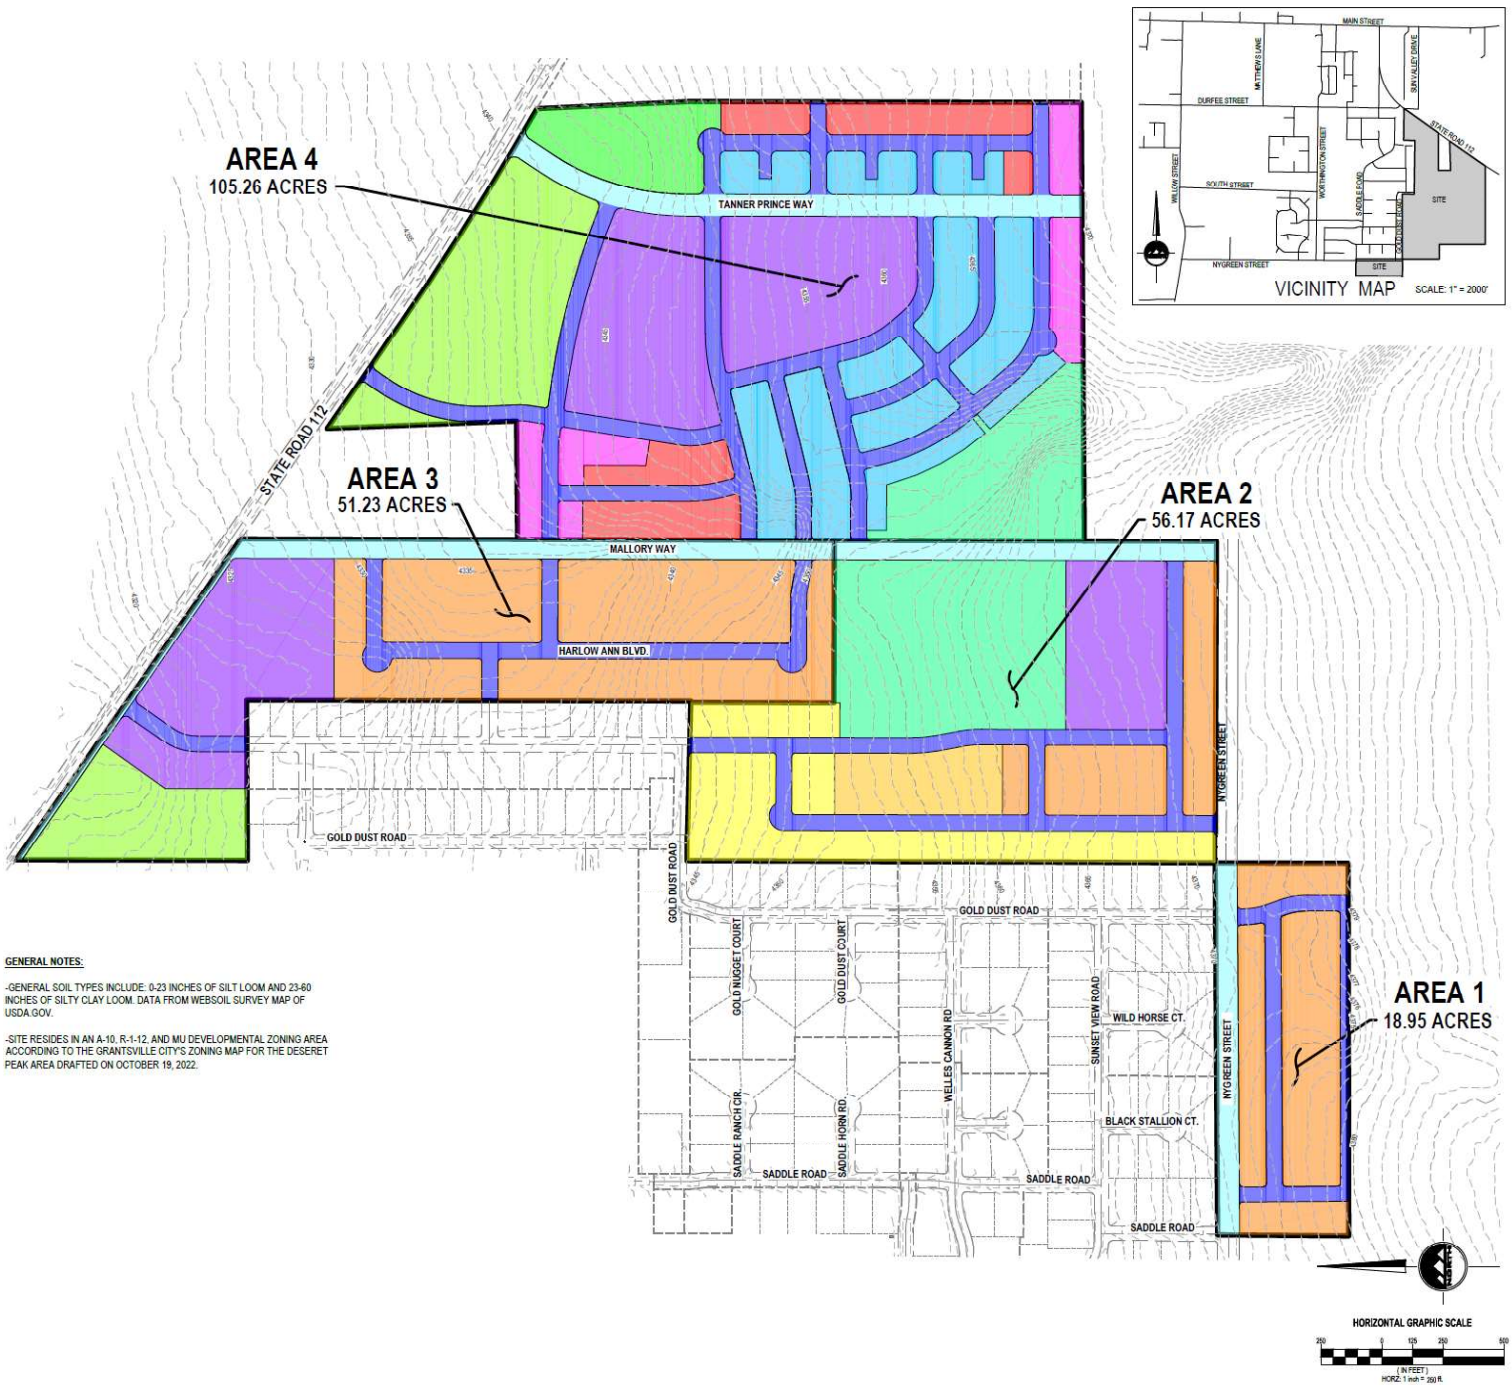 MAIN STREET
MATTHEWS LANE
SUN VALLEY DRIVE
DURFEE STREET
STATE ROAD 112
WORTHINGTON STREET
WILLOW STREET
SADDLE ROAD
SOUTH STREET
GOLD DUST ROAD
SITE
NYGREEN STREET
SITE
VICINITY MAP
SCALE: 1" = 2000'
AREA 4
105.26 ACRES
TANNER PRINCE WAY
STATE ROAD 112
AREA 3
51.23 ACRES
AREA 2
56.17 ACRES
MALLORY WAY
4335
4340
HARLOW ANN BLVD.
NYGREEN STREET
GOLD DUST ROAD
GOLD DUST ROAD
GOLD DUST ROAD
GOLD NUGGET COURT
GOLD DUST COURT
WELLES CANNON RD
SUNSET VIEW ROAD
WILD HORSE CT.
NYGREEN STREET
AREA 1
18.95 ACRES
SADDLE RANCH CIR.
SADDLE HORN RD.
BLACK STALLION CT.
SADDLE ROAD
SADDLE ROAD
SADDLE ROAD
GENERAL NOTES:
-GENERAL SOIL TYPES INCLUDE: 0-23 INCHES OF SILT LOOM AND 23-60
INCHES OF SILTY CLAY LOOM. DATA FROM WEBSOIL SURVEY MAP OF
USDA.GOV.
-SITE RESIDES IN AN A-10, R-1-12, AND MU DEVELOPMENTAL ZONING AREA
ACCORDING TO THE GRANTSVILLE CITY'S ZONING MAP FOR THE DESERET
PEAK AREA DRAFTED ON OCTOBER 19, 2022.
NORTH
HORIZONTAL GRAPHIC SCALE
250 0 125 250 500
( IN FEET )
HORZ: 1 inch = 250 ft.